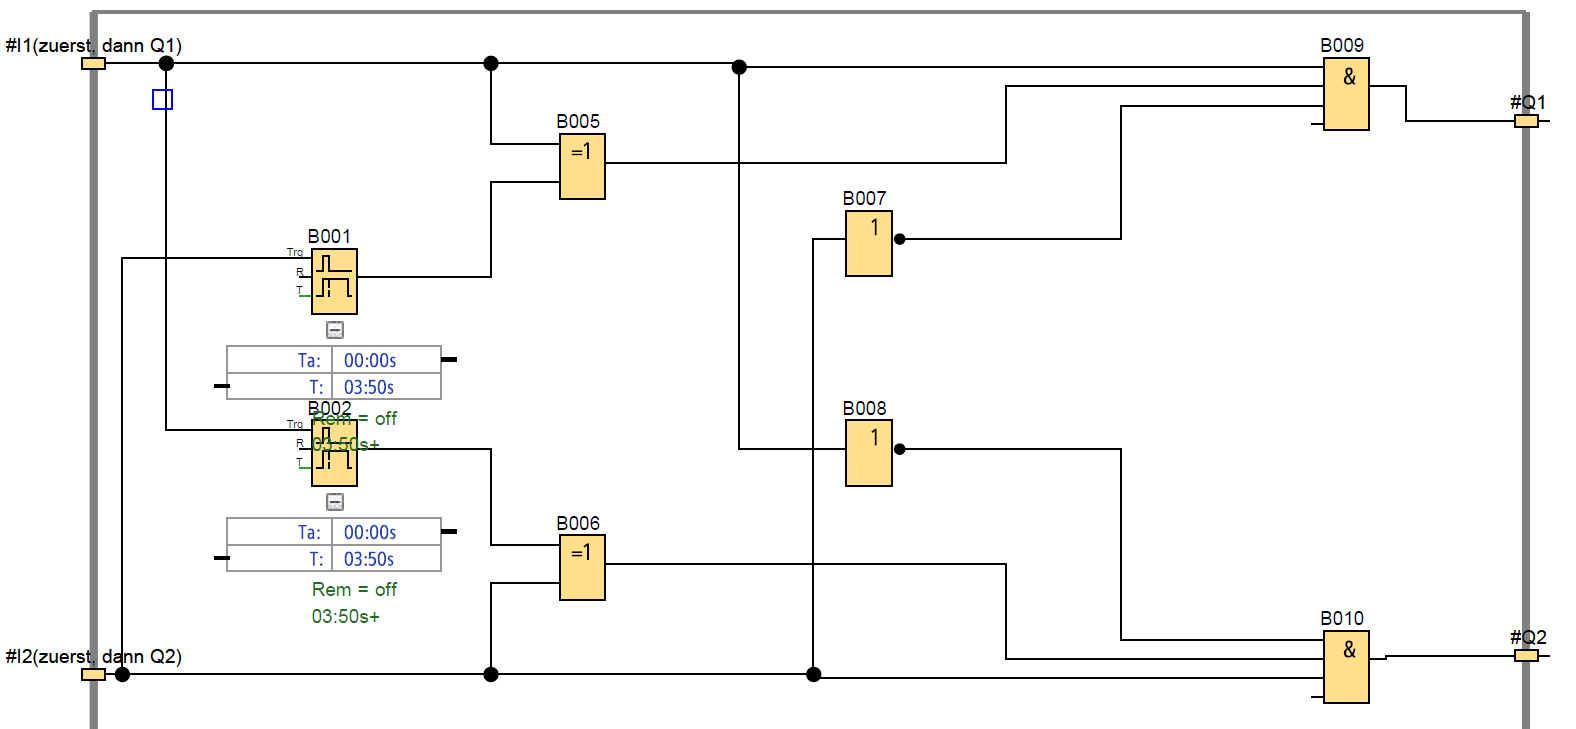 #I1(zuerst, dann Q1)
B009
&
#Q1
B005
=1
B007
1
B001
Trg
R
T
Ta: 00:00s
T: 03:50s
Rem = off
03:50s+
B002
Trg
R
T
B008
1
Ta: 00:00s
T: 03:50s
Rem = off
03:50s+
B006
=1
B010
&
#Q2
#I2(zuerst, dann Q2)